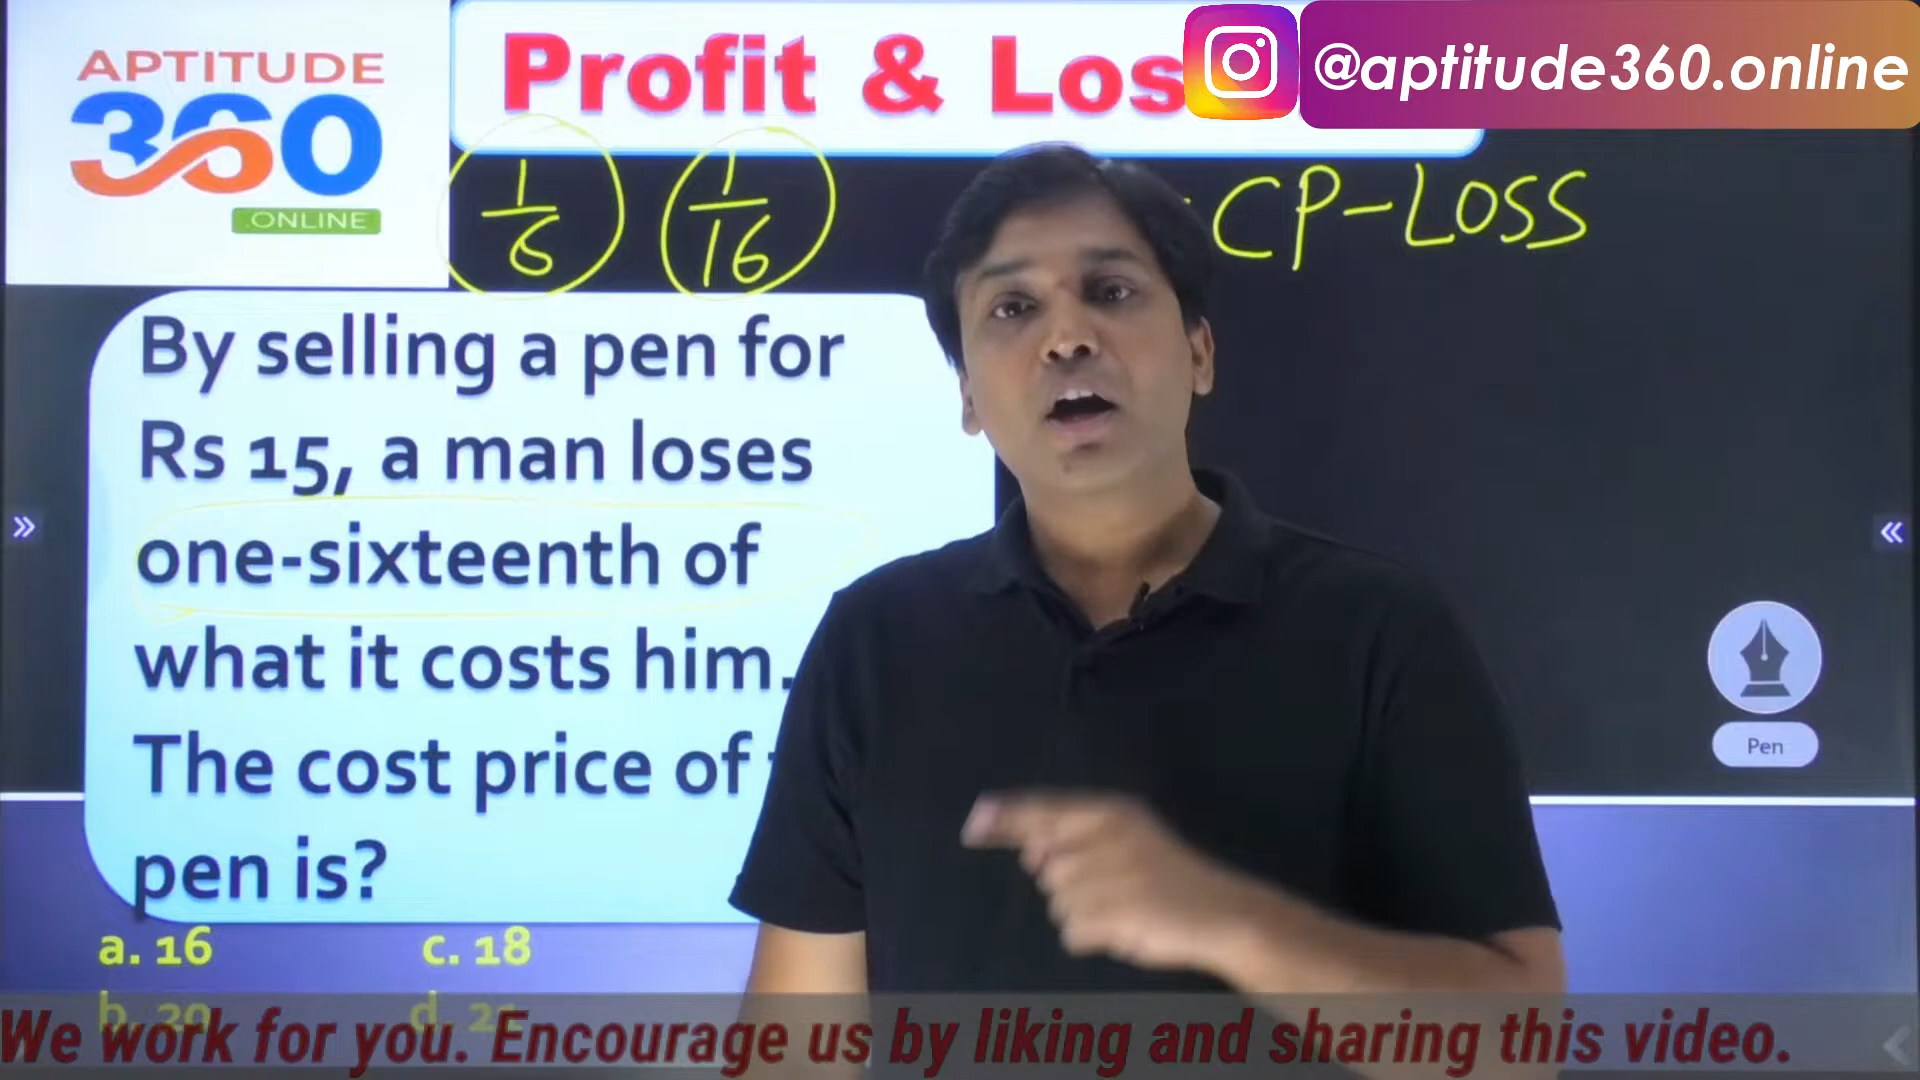 APTITUDE
360
ONLINE
Profit & Los
@aptitude360.online
1/6
1/16
CP-LOSS
By selling a pen for
Rs 15, a man loses
one-sixteenth of
what it costs him.
The cost price of
pen is?
a. 16
c. 18
b. 20
d.
We work for you. Encourage us by liking and sharing this video.
Pen